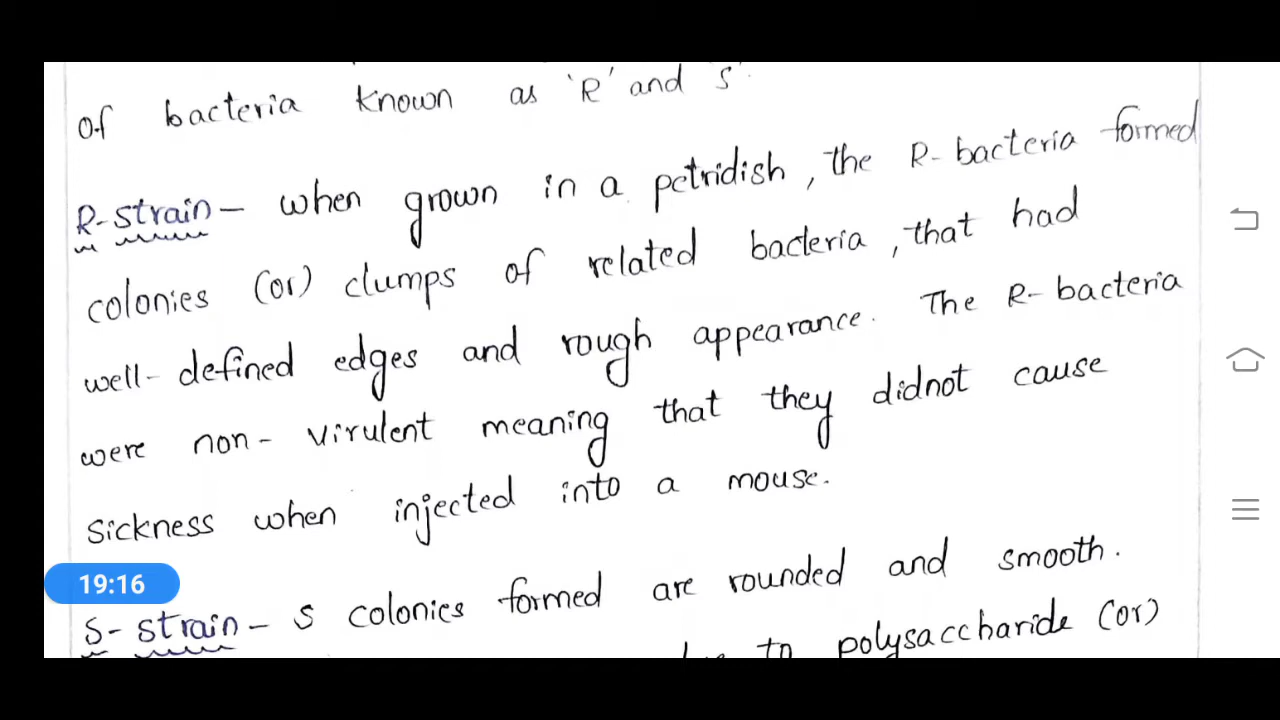 of bacteria known as 'R' and 'S'.
R-strain - when grown in a petridish, the R-bacteria formed
colonies (or) clumps of related bacteria, that had
well-defined edges and rough appearance. The R-bacteria
were non-virulent meaning that they didnot cause
sickness when injected into a mouse.
19:16
S-strain - S colonies formed are rounded and smooth.
to polysaccharide (or)